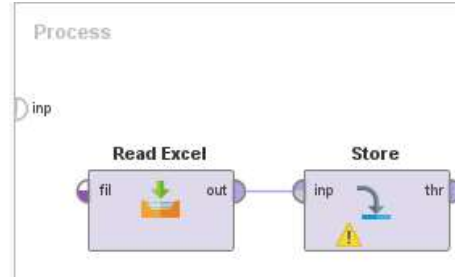 Process
inp
Read Excel
Store
fil
out
inp
thr